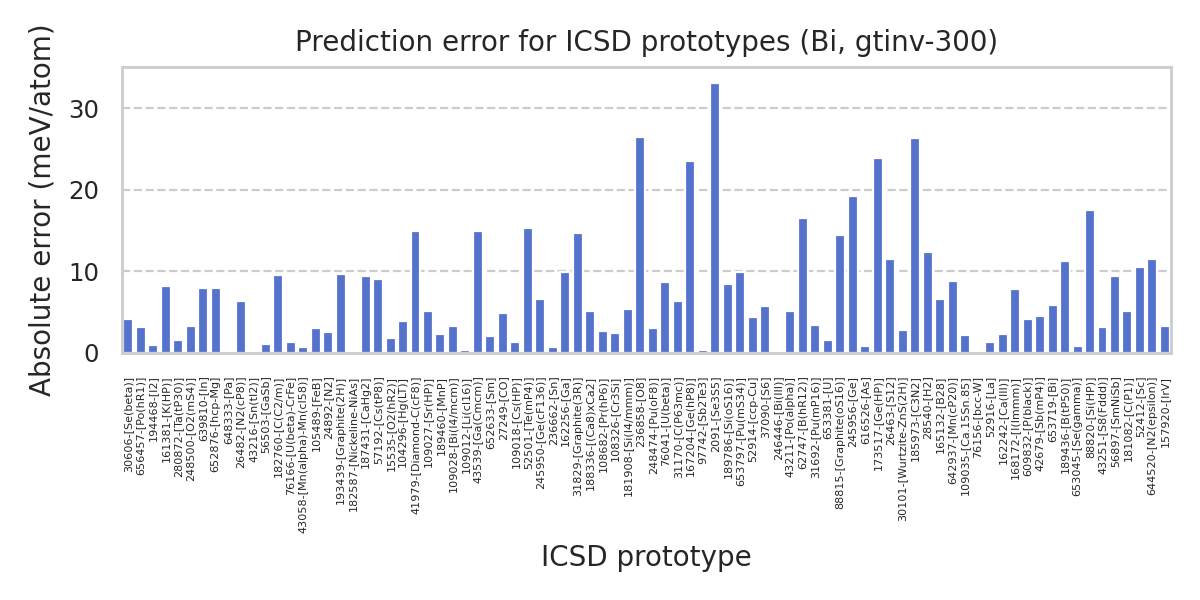 Prediction error for ICSD prototypes (Bi, gtinv-300)
Absolute error (meV/atom)
30
20
10
0
30606-[Se(beta)]
656457-[Po(hR1)]
194468-[I2]
161381-[K(HP)]
280872-[Ta(tP30)]
248500-[O2(mS4)]
639810-[In]
652876-[hcp-Mg]
648333-[Pa]
26482-[N2(cP8)]
43216-[Sn(tI2)]
56503-[GaSb]
182760-[C(C2/m)]
76166-[U(beta)-CrFe]
43058-[Mn(alpha)-Mn(cI58)]
105489-[FeB]
24892-[N2]
193439-[Graphite(2H)]
182587-[Nickeline-NiAs]
187431-[CaHg2]
57192-[Cs(tP8)]
15535-[O2(hR2)]
104296-[Hg(LT)]
41979-[Diamond-C(cF8)]
109027-[Sr(HP)]
189460-[MnP]
109028-[Bi(I4/mcm)]
109012-[Li(cI16)]
43539-[Ga(Cmcm)]
652633-[Sm]
27249-[CO]
109018-[Cs(HP)]
52501-[Te(mP4)]
245950-[Ge(cF136)]
236662-[Sn]
162256-[Ga]
31829-[Graphite(3R)]
188336-[(Ca8)xCa2]
108682-[Pr(hP6)]
108326-[Cr3Si]
181908-[Si(I4/mmm)]
236858-[O8]
248474-[Pu(oF8)]
76041-[U(beta)]
31170-[C(P63mc)]
167204-[Ge(hP8)]
97742-[Sb2Te3]
2091-[Se3S5]
189786-[Si(oS16)]
653797-[Pu(mS34)]
52914-[ccp-Cu]
37090-[S6]
246446-[Bi(III)]
43211-[Po(alpha)]
62747-[B(hR12)]
31692-[Pu(mP16)]
653381-[U]
88815-[Graphite(oS16)]
245956-[Ge]
616526-[As]
173517-[Ge(HP)]
26463-[S12]
30101-[Wurtzite-ZnS(2H)]
185973-[C3N2]
28540-[H2]
165132-[B28]
642937-[Mn(cP20)]
109035-[Ca.15Sn.85]
76156-[bcc-W]
52916-[La]
162242-[Ca(III)]
168172-[I(Immm)]
609832-[P(black)]
42679-[Sb(mP4)]
653719-[Bi]
189436-[B(tP50)]
653045-[Se(gamma)]
88820-[Si(HP)]
43251-[S8(Fddd)]
56897-[SmNiSb]
181082-[C(P1)]
52412-[Sc]
644520-[N2(epsilon)]
157920-[IrV]
ICSD prototype